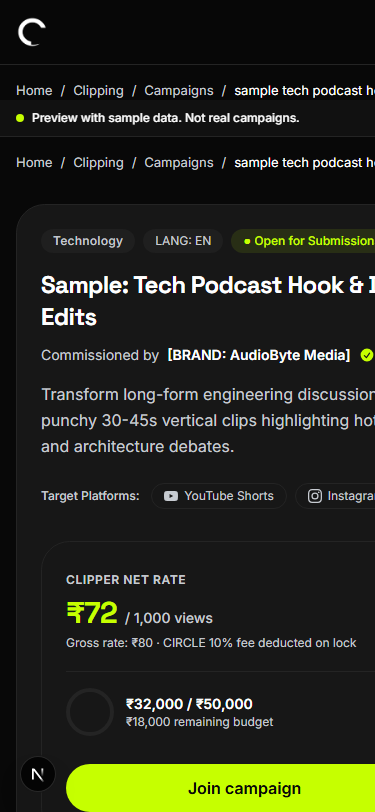 Home / Clipping / Campaigns / sample tech podcast h
Preview with sample data. Not real campaigns.
Home / Clipping / Campaigns / sample tech podcast h
Technology LANG: EN Open for Submission
Sample: Tech Podcast Hook &
Edits
Commissioned by [BRAND: AudioByte Media]
Transform long-form engineering discussion
punchy 30-45s vertical clips highlighting ho
and architecture debates.
Target Platforms: YouTube Shorts Instagra
CLIPPER NET RATE
₹72 / 1,000 views
Gross rate: ₹80 · CIRCLE 10% fee deducted on lock
₹32,000 / ₹50,000
₹18,000 remaining budget
N
Join campaign